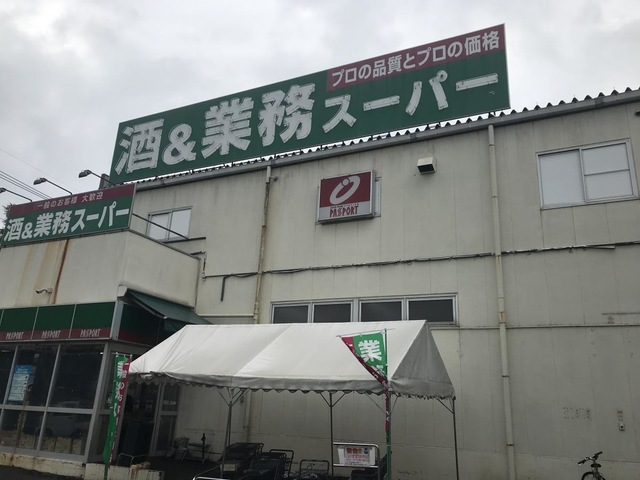 プロの品質とプロの価格
酒&業務スーパー
一般のお客様 大歓迎
酒&業務スーパー
PASPORT
PASPORT
PASPORT
業
業